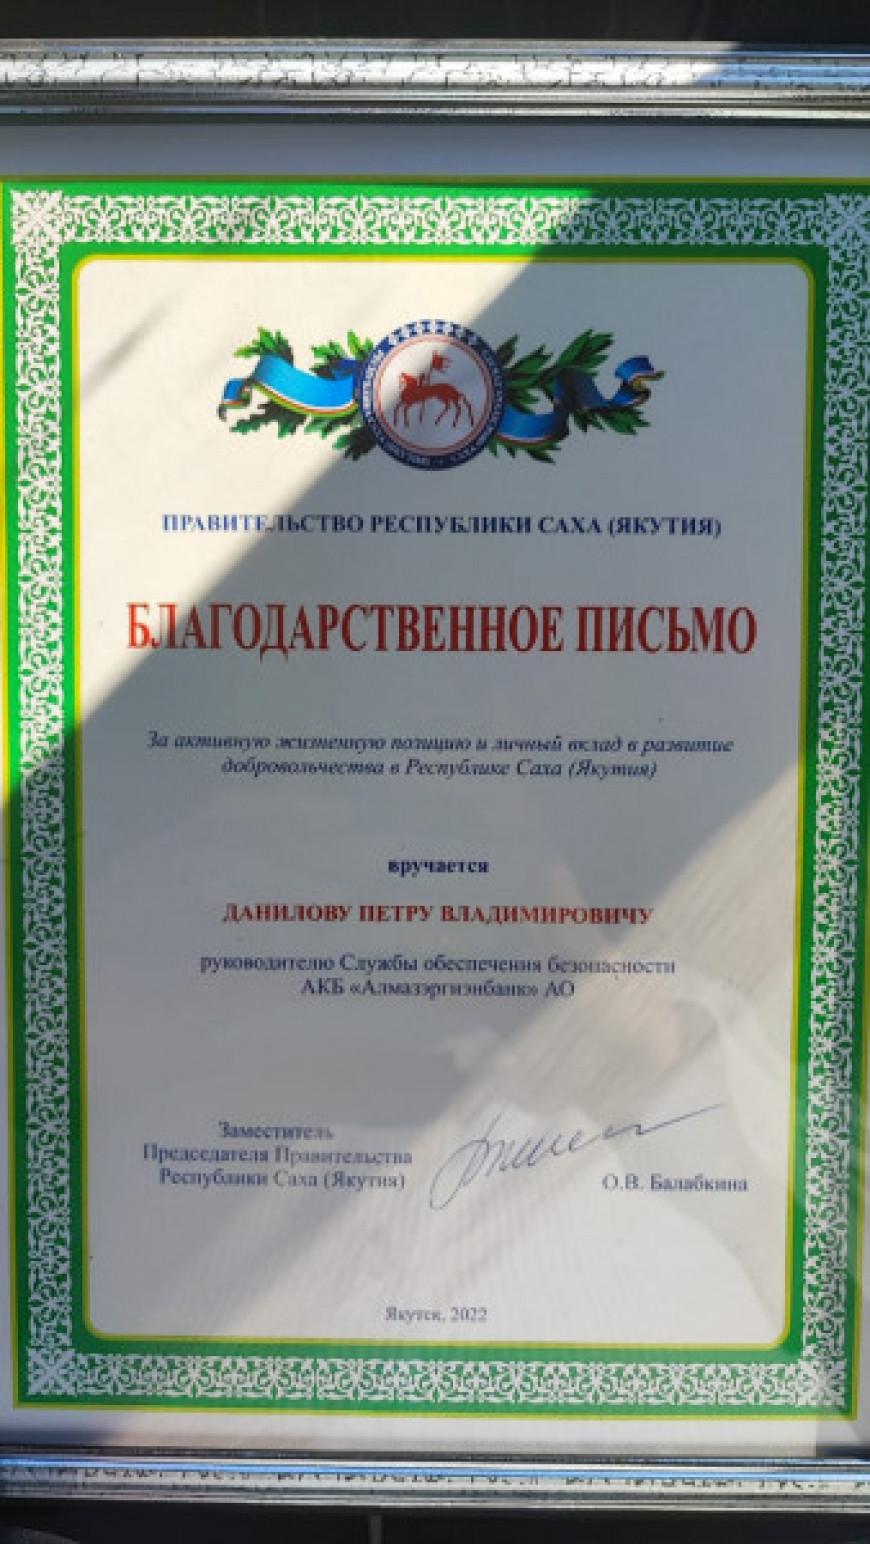 ПРАВИТЕЛЬСТВО РЕСПУБЛИКИ САХА (ЯКУТИЯ)
БЛАГОДАРСТВЕННОЕ ПИСЬМО
За активную жизненную позицию и личный вклад в развитие
добровольчества в Республике Саха (Якутия)
вручается
ДАНИЛОВУ ПЕТРУ ВЛАДИМИРОВИЧУ
руководителю Службы обеспечения безопасности
АКБ «Алмазэргиэнбанк» АО
Заместитель
Председателя Правительства
Республики Саха (Якутия)
О.В. Балабкина
Якутск, 2022